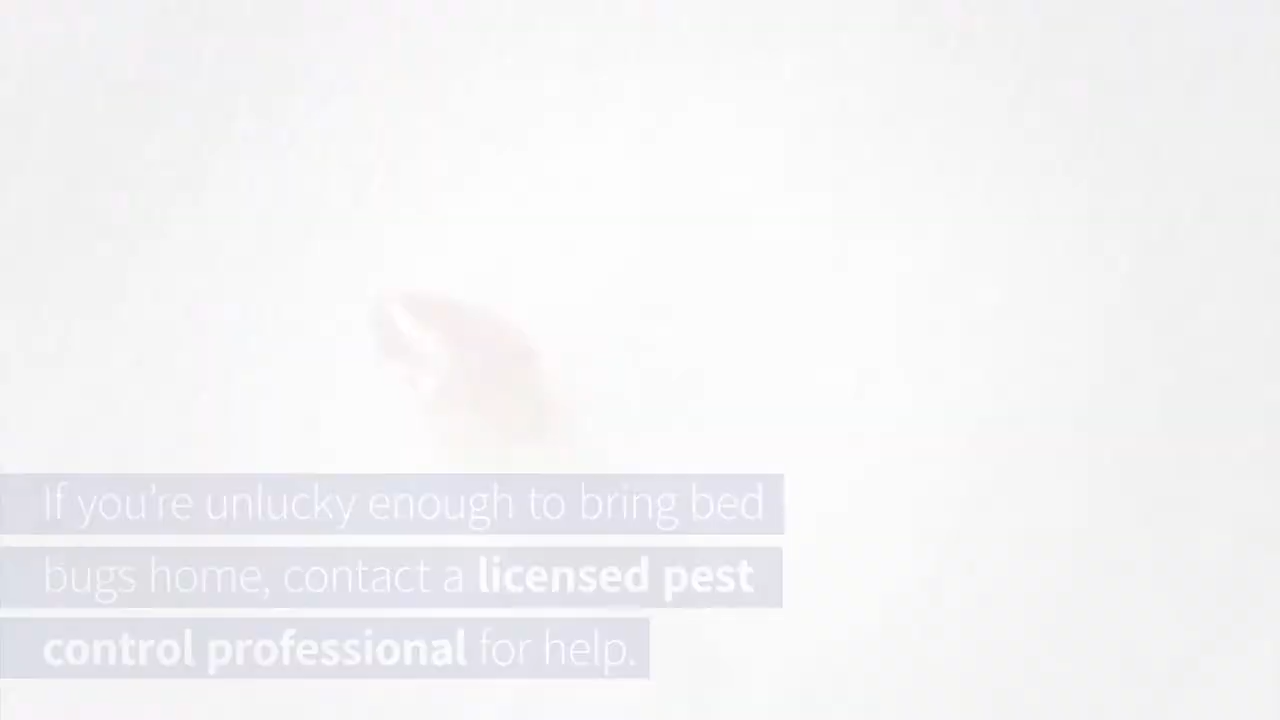 If you're unlucky enough to bring bed
bugs home, contact a licensed pest
control professional for help.